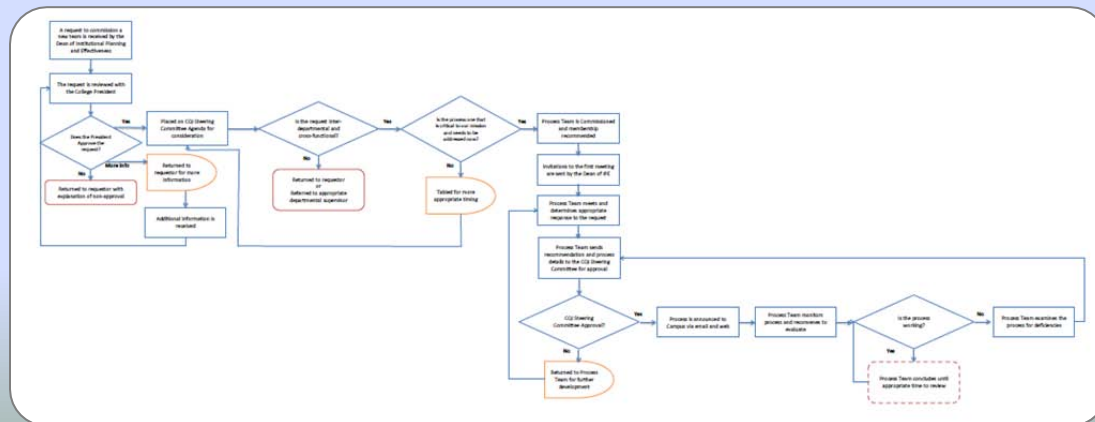 A request to commission a
new team is received by the
Dean of Institutional Planning
and Effectiveness
The request is reviewed with
the College President
Does the President
Approve the
request?
Yes
More Info
No
Returned to requestor with
explanation of non-approval
Placed on CQI Steering
Committee Agenda for
consideration
Returned to
requestor for more
information
Additional information is
received
Is the request inter-
departmental and
cross-functional?
Yes
No
Returned to requestor
or
Referred to appropriate
departmental supervisor
Is the process one that
is critical to our mission
and needs to be
addressed now?
Yes
No
Tabled for more
appropriate timing
Process Team is Commissioned
and membership
recommended
Invitations to the first meeting
are sent by the Dean of IPE
Process Team meets and
determines appropriate
response to the request
Process Team sends
recommendation and process
details to the CQI Steering
Committee for approval
CQI Steering
Committee Approval?
Yes
No
Returned to Process
Team for further
development
Process is announced to
Campus via email and web
Process Team monitors
process and reconvenes to
evaluate
Is the process
working?
No
Yes
Process Team examines the
process for deficiencies
Process Team concludes until
appropriate time to review